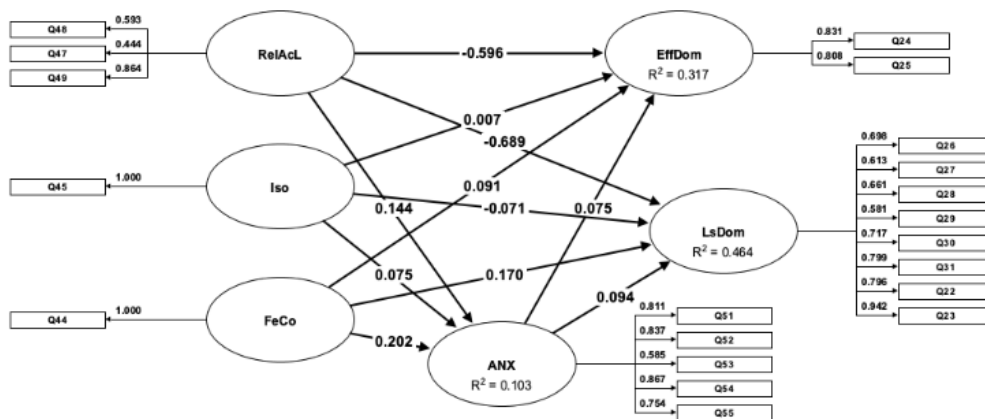 Q48
0.593
Q47
0.444
Q49
0.864
RelAcL
-0.596
EffDom
R² = 0.317
0.831
Q24
0.808
Q25
0.007
-0.689
Q45
1.000
Iso
0.091
0.144
-0.071
0.075
LsDom
R² = 0.464
0.698
Q26
0.613
Q27
0.661
Q28
0.581
Q29
0.717
Q30
0.799
Q31
0.796
Q22
0.942
Q23
0.075
0.170
0.094
Q44
1.000
FeCo
0.202
ANX
R² = 0.103
0.811
Q51
0.837
Q52
0.585
Q53
0.867
Q54
0.754
Q55